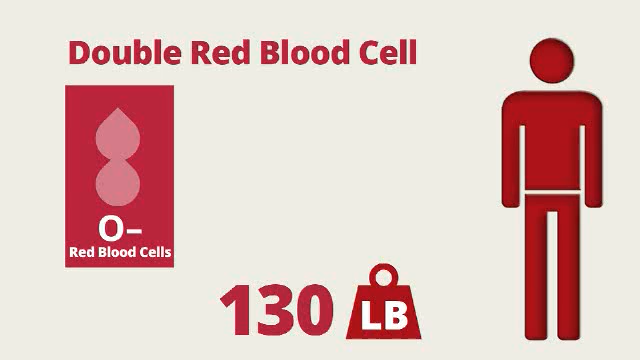 Double Red Blood Cell
O–
Red Blood Cells
130 LB